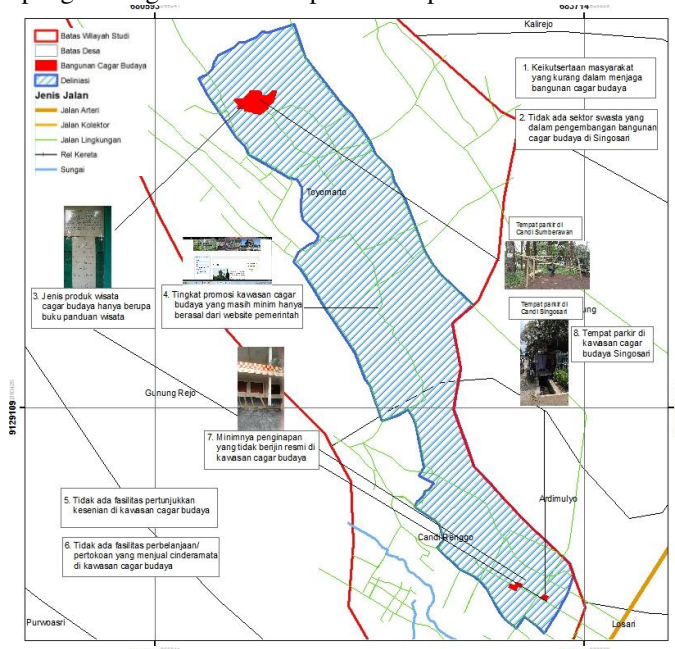 680593
683714
Batas Wilayah Studi
Batas Desa
Bangunan Cagar Budaya
Deliniasi
Jenis Jalan
Jalan Arteri
Jalan Kolektor
Jalan Lingkungan
Rel Kereta
Sungai
Kalirejo
1. Keikutsertaan masyarakat
yang kurang dalam menjaga
bangunan cagar budaya
2. Tidak ada sektor swasta yang
dalam pengembangan bangunan
cagar budaya di Singosari
Toyomarto
Tempat parkir di
Candi Sumberawan
3. Jenis produk wisata
cagar budaya hanya berupa
buku panduan wisata
4. Tingkat promosi kawasan cagar
budaya yang masih minim hanya
berasal dari website pemerintah
Tempat parkir di
Candi Singosari
ung
8. Tempat parkir di
kawasan cagar
budaya Singosari
Gunung Rejo
9129109
7. Minimnya penginapan
yang tidak berijin resmi di
kawasan cagar budaya
5. Tidak ada fasilitas pertunjukkan
kesenian di kawasan cagar budaya
Ardimulyo
6. Tidak ada fasilitas perbelanjaan/
pertokoan yang menjual cinderamata
di kawasan cagar budaya
Candi Renggo
Purwoasri
Losari